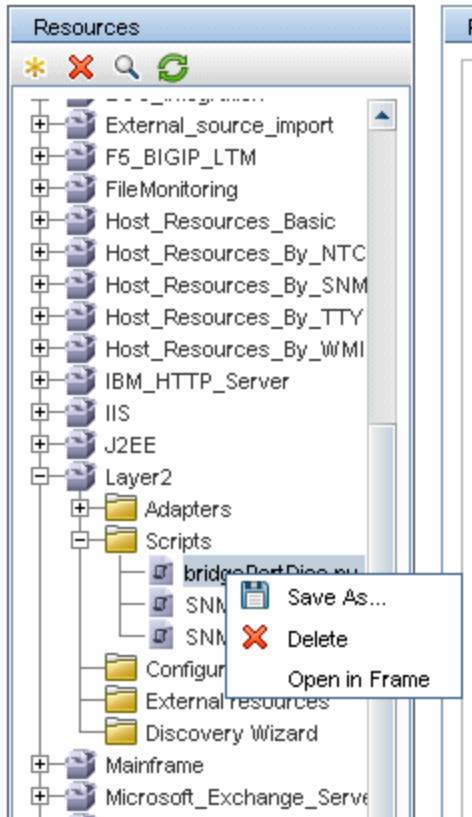 Resources
External_source_import
F5_BIGIP_LTM
FileMonitoring
Host_Resources_Basic
Host_Resources_By_NTC
Host_Resources_By_SNM
Host_Resources_By_TTY
Host_Resources_By_WMI
IBM_HTTP_Server
IIS
J2EE
Layer2
Adapters
Scripts
Save As...
Delete
Open in Frame
External resources
Discovery Wizard
Mainframe
Microsoft_Exchange_Serve